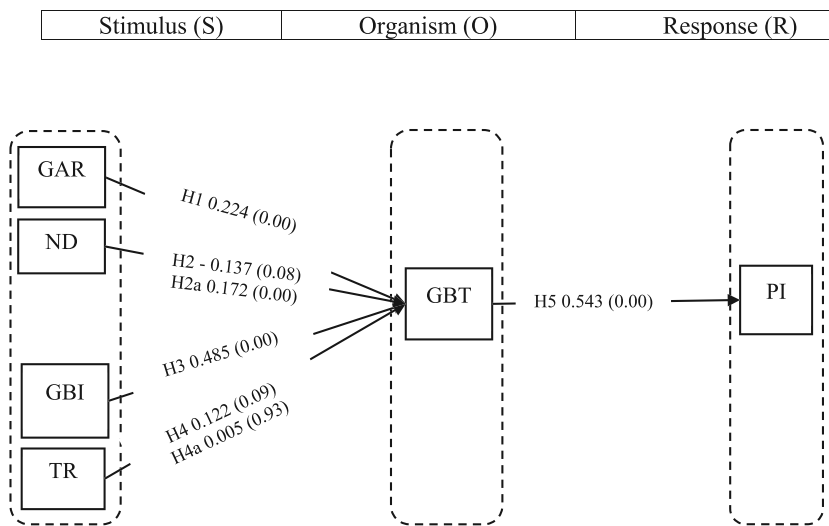 Stimulus (S)
Organism (O)
Response (R)
GAR
H1 0.224 (0.00)
ND
H2 - 0.137 (0.08)
H2a 0.172 (0.00)
GBT
H5 0.543 (0.00)
PI
H3 0.485 (0.00)
GBI
H4 0.122 (0.09)
H4a 0.005 (0.93)
TR